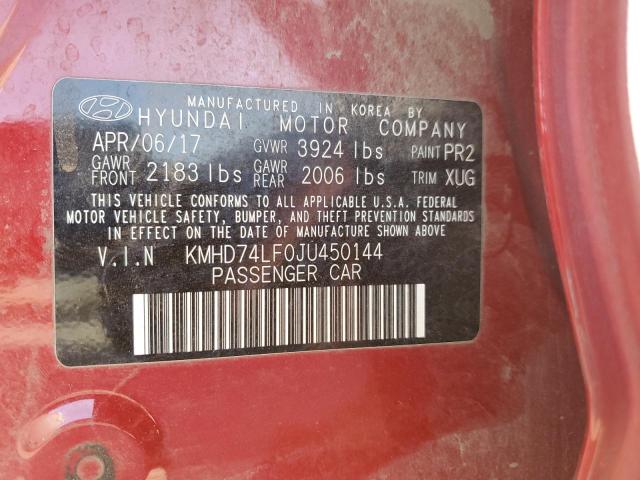 MANUFACTURED IN KOREA BY
HYUNDAI MOTOR COMPANY
APR/06/17 GVWR 3924 lbs PAINT PR2
GAWR FRONT 2183 lbs GAWR REAR 2006 lbs TRIM XUG
THIS VEHICLE CONFORMS TO ALL APPLICABLE U.S.A. FEDERAL
MOTOR VEHICLE SAFETY, BUMPER, AND THEFT PREVENTION
STANDARDS IN EFFECT ON THE DATE OF MANUFACTURE SHOWN ABOVE.
V.I.N KMHD74LF0JU450144
PASSENGER CAR